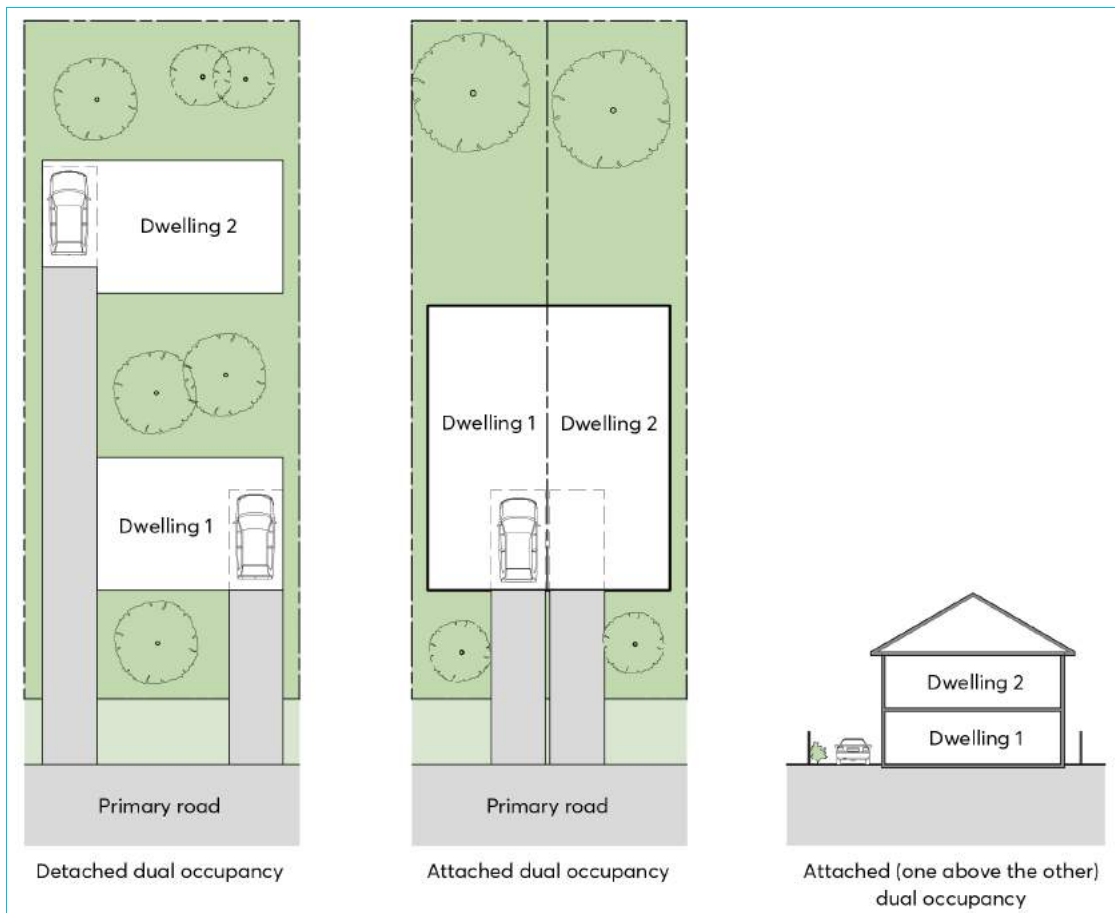 Dwelling 2
Dwelling 1
Primary road
Detached dual occupancy
Dwelling 1
Dwelling 2
Primary road
Attached dual occupancy
Dwelling 2
Dwelling 1
Attached (one above the other)
dual occupancy